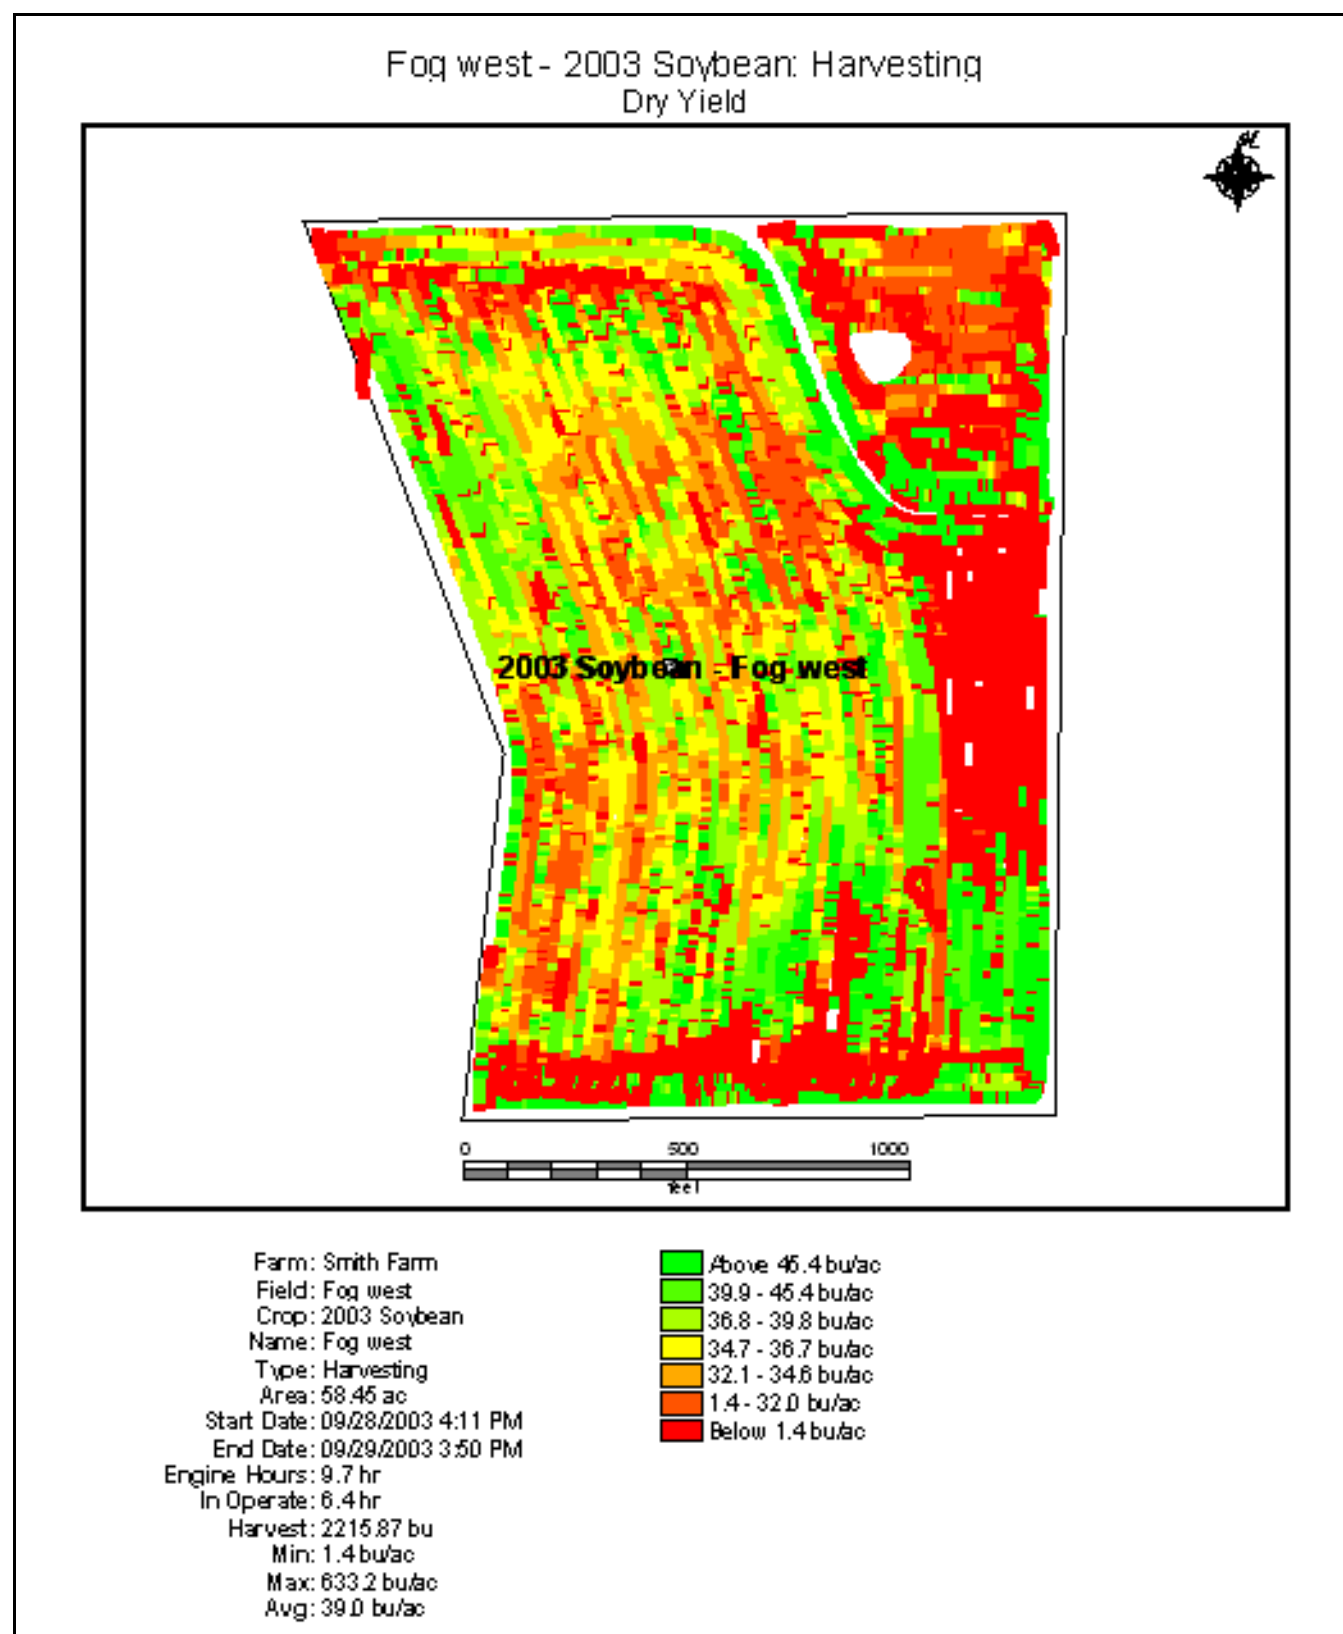 Fog west - 2003 Soybean: Harvesting
Dry Yield
N
2003 Soybean - Fog west
0 500 1000
feet
Farm: Smith Farm
Field: Fog west
Crop: 2003 Soybean
Name: Fog west
Type: Harvesting
Area: 58.45 ac
Start Date: 09/28/2003 4:11 PM
End Date: 09/29/2003 3:50 PM
Engine Hours: 9.7 hr
In Operate: 6.4 hr
Harvest: 2215.87 bu
Min: 1.4 bu/ac
Max: 633.2 bu/ac
Avg: 39.0 bu/ac
Above 45.4 bu/ac
39.9 - 45.4 bu/ac
36.8 - 39.8 bu/ac
34.7 - 36.7 bu/ac
32.1 - 34.6 bu/ac
1.4 - 32.0 bu/ac
Below 1.4 bu/ac